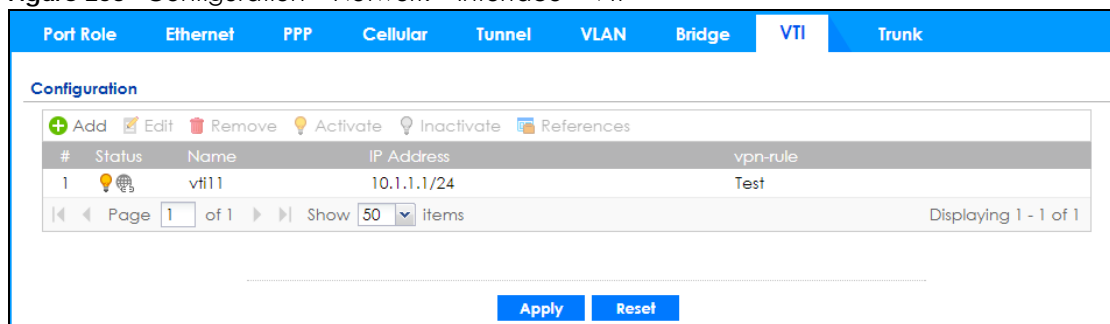 Port Role Ethernet PPP Cellular Tunnel VLAN Bridge VTI Trunk
Configuration
Add Edit Remove Activate Inactivate References
# Status Name IP Address vpn-rule
1 vti11 10.1.1.1/24 Test
Page 1 of 1 Show 50 items Displaying 1 - 1 of 1
Apply Reset